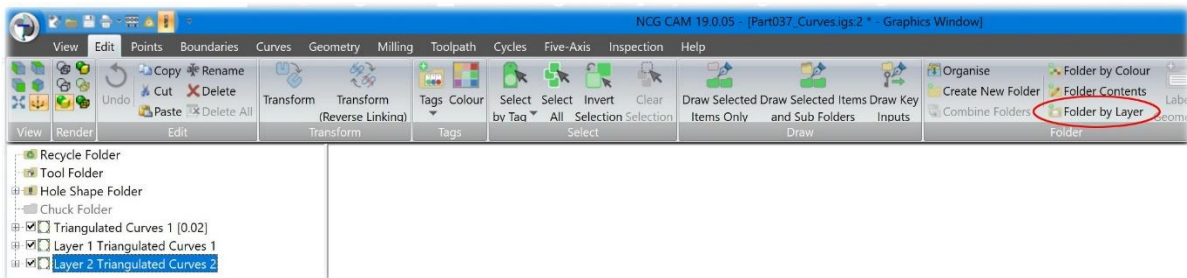 NCG CAM 19.0.05 - [Part037_Curves.igs:2 * - Graphics Window]
View Edit Points Boundaries Curves Geometry Milling Toolpath Cycles Five-Axis Inspection Help
Copy Rename Organise Folder by Colour
Undo Cut Delete Transform Transform Tags Colour Select Select Invert Clear Draw Selected Draw Selected Items Draw Key Create New Folder Folder Contents
Paste Delete All (Reverse Linking) by Tag All Selection Selection Items Only and Sub Folders Inputs Combine Folders Folder by Layer
View Render Edit Transform Tags Select Draw Folder
Recycle Folder
Tool Folder
Hole Shape Folder
Chuck Folder
Triangulated Curves 1 [0.02]
Layer 1 Triangulated Curves 1
Layer 2 Triangulated Curves 2